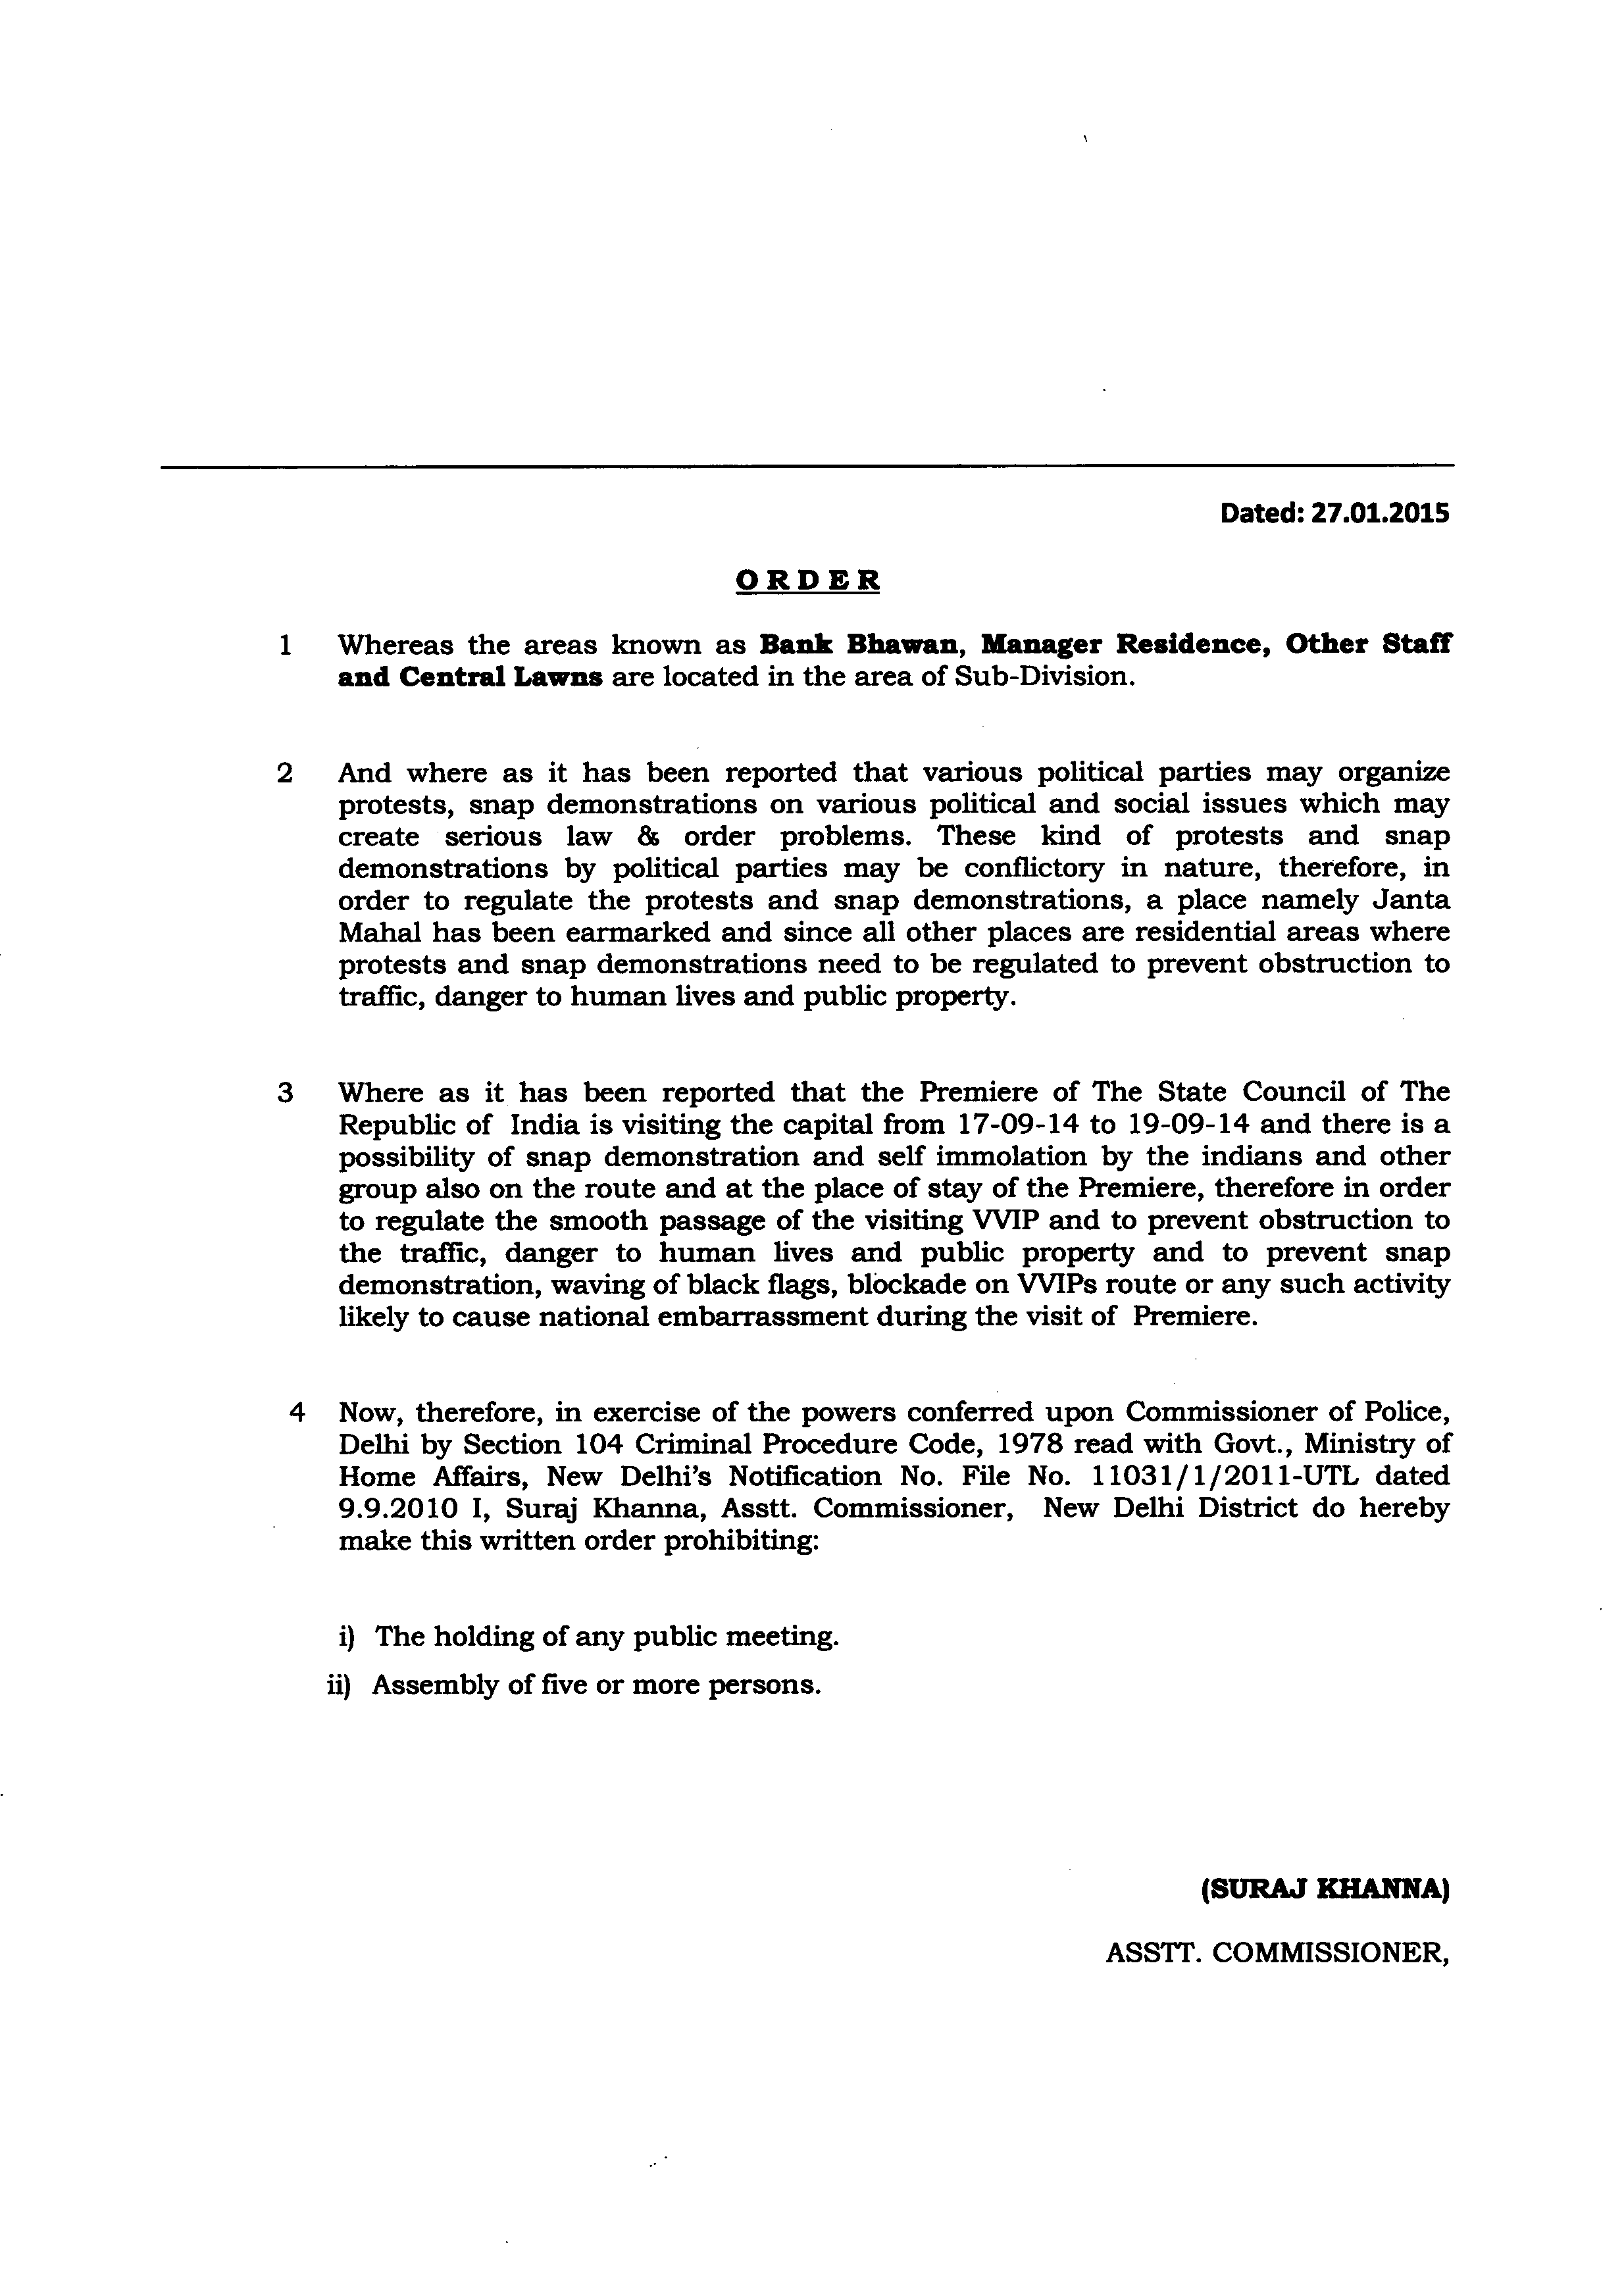 Dated: 27.01.2015
ORDER
1 Whereas the areas known as Bank Bhawan, Manager Residence, Other Staff
and Central Lawns are located in the area of Sub-Division.
2 And where as it has been reported that various political parties may organize
protests, snap demonstrations on various political and social issues which may
create serious law & order problems. These kind of protests and snap
demonstrations by political parties may be conflictory in nature, therefore, in
order to regulate the protests and snap demonstrations, a place namely Janta
Mahal has been earmarked and since all other places are residential areas where
protests and snap demonstrations need to be regulated to prevent obstruction to
traffic, danger to human lives and public property.
3 Where as it has been reported that the Premiere of The State Council of The
Republic of India is visiting the capital from 17-09-14 to 19-09-14 and there is a
possibility of snap demonstration and self immolation by the indians and other
group also on the route and at the place of stay of the Premiere, therefore in order
to regulate the smooth passage of the visiting VVIP and to prevent obstruction to
the traffic, danger to human lives and public property and to prevent snap
demonstration, waving of black flags, blockade on VVIPs route or any such activity
likely to cause national embarrassment during the visit of Premiere.
4 Now, therefore, in exercise of the powers conferred upon Commissioner of Police,
Delhi by Section 104 Criminal Procedure Code, 1978 read with Govt., Ministry of
Home Affairs, New Delhi's Notification No. File No. 11031/1/2011-UTL dated
9.9.2010 I, Suraj Khanna, Asstt. Commissioner, New Delhi District do hereby
make this written order prohibiting:
i) The holding of any public meeting.
ii) Assembly of five or more persons.
(SURAJ KHANNA)
ASSTT. COMMISSIONER,